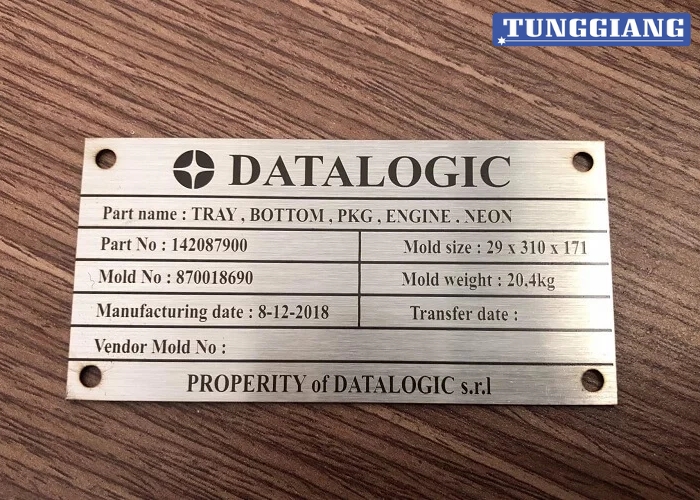 TUNGGIANG
DATALOGIC
Part name : TRAY , BOTTOM , PKG , ENGINE . NEON
Part No : 142087900
Mold size : 29 x 310 x 171
Mold No : 870018690
Mold weight : 20.4kg
Manufacturing date : 8-12-2018
Transfer date :
Vendor Mold No :
PROPERITY of DATALOGIC s.r.l